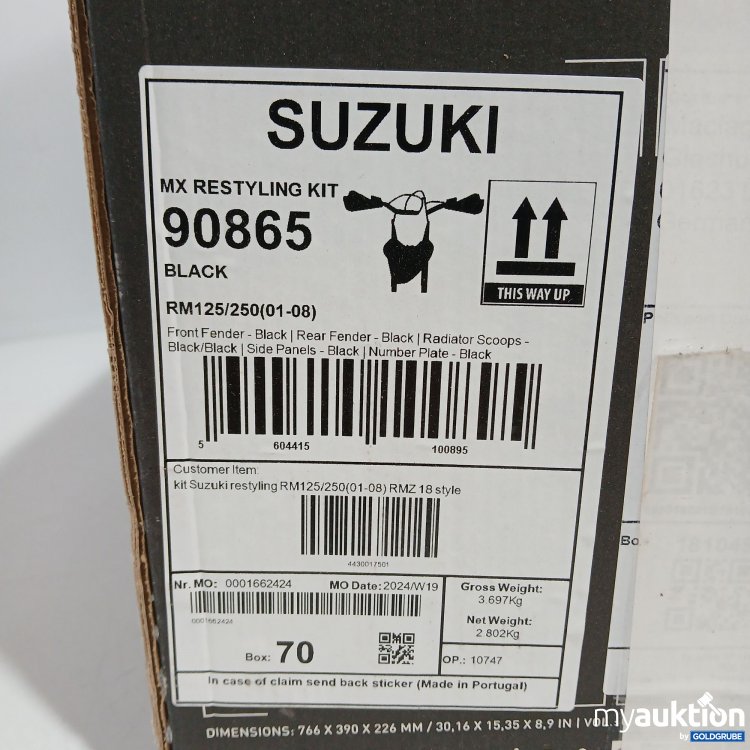 SUZUKI
MX RESTYLING KIT
90865
BLACK
THIS WAY UP
RM125/250(01-08)
Front Fender - Black | Rear Fender - Black | Radiator Scoops -
Black/Black | Side Panels - Black | Number Plate - Black
5 604415 100895
Customer Item:
kit Suzuki restyling RM125/250(01-08) RMZ 18 style
4430017501
Nr. MO: 0001662424 MO Date: 2024/W19
0001662424
Box: 70
Gross Weight:
3.697Kg
Net Weight:
2.802Kg
OP.: 10747
In case of claim send back sticker (Made in Portugal)
DIMENSIONS: 766 X 390 X 226 MM / 30,16 X 15,35 X 8,9 IN |
myauktion
by GOLDGRUBE